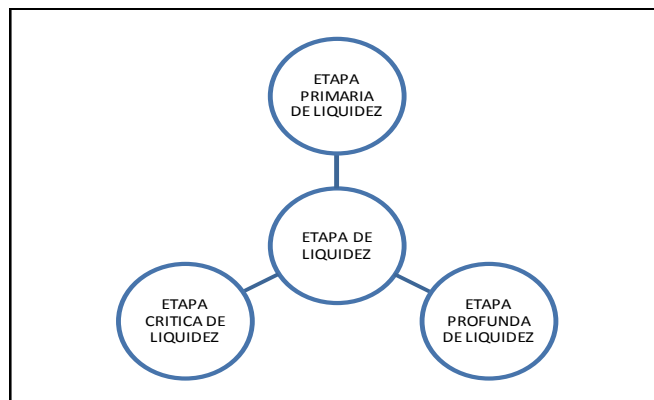 ETAPA
PRIMARIA
DE LIQUIDEZ
ETAPA DE
LIQUIDEZ
ETAPA
CRITICA DE
LIQUIDEZ
ETAPA
PROFUNDA
DE LIQUIDEZ